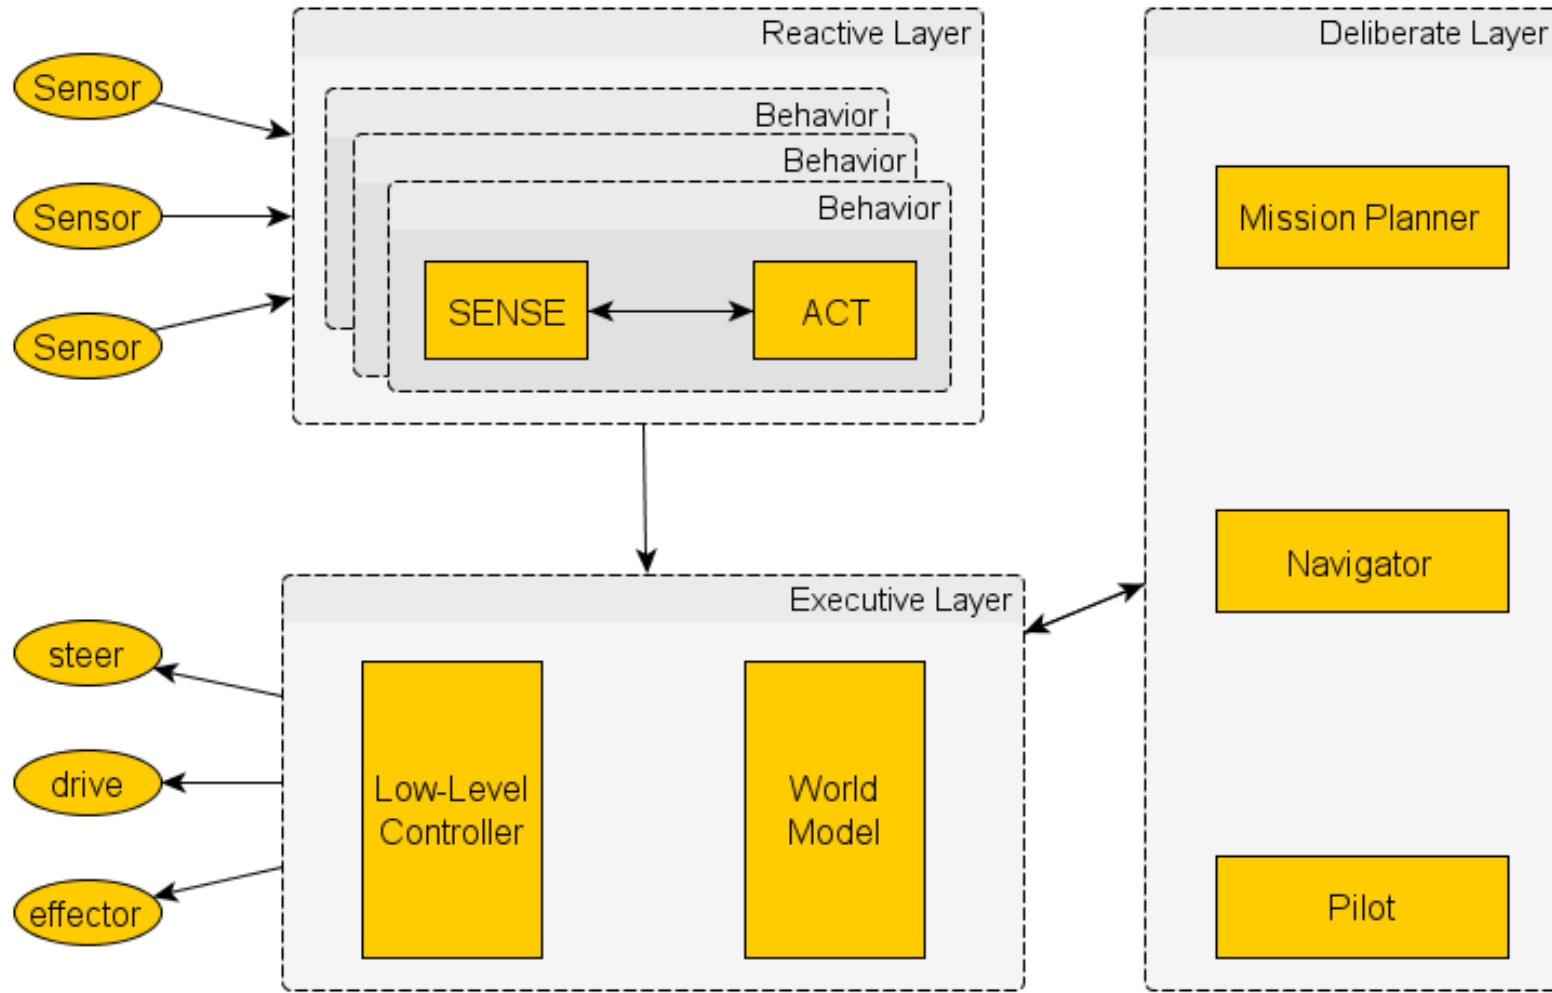 Reactive Layer
Deliberate Layer
Sensor
Behavior
Behavior
Sensor
Behavior
Mission Planner
SENSE
ACT
Sensor
Navigator
Executive Layer
steer
drive
Low-Level
Controller
World
Model
effector
Pilot